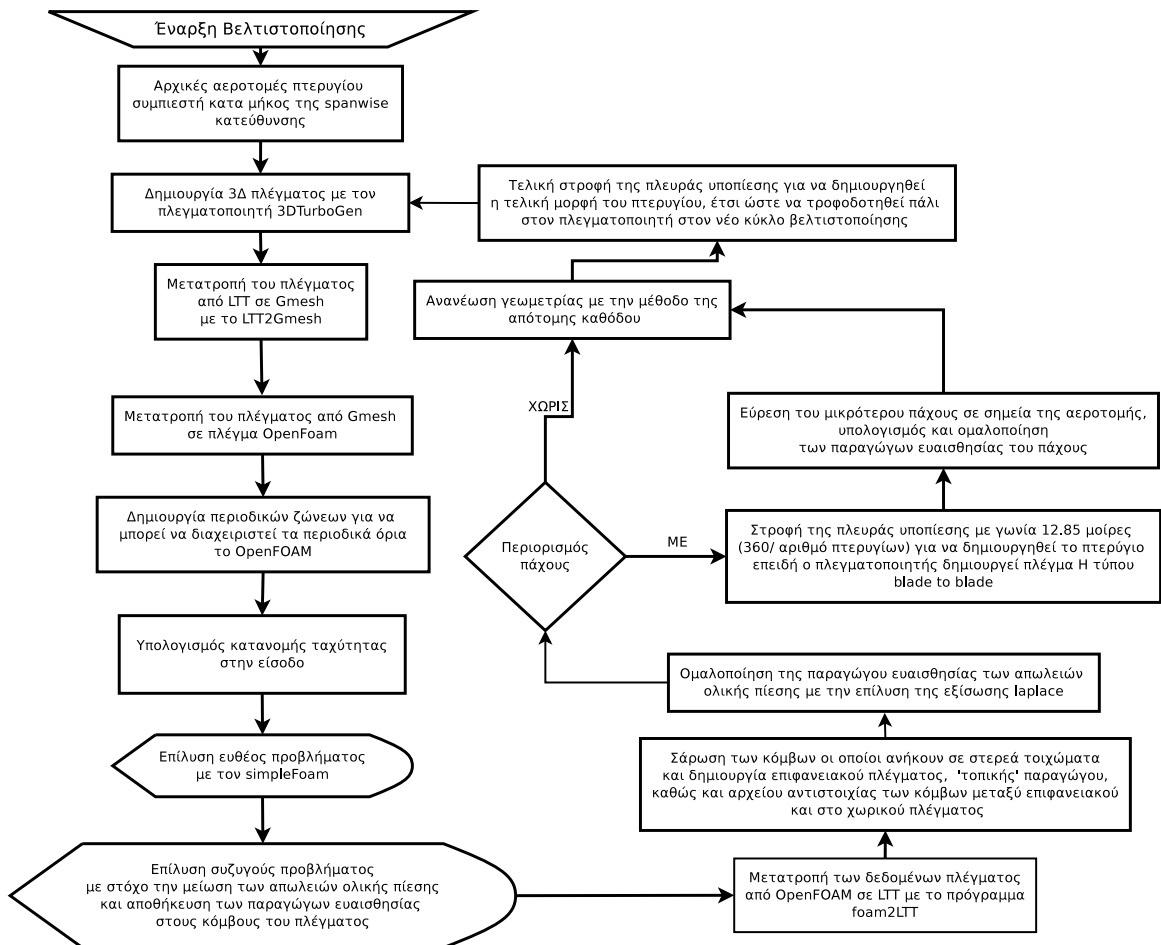 Έναρξη Βελτιστοποίησης
Αρχικές αεροτομές πτερυγίου
συμπιεστή κατα μήκος της spanwise
κατεύθυνσης
Δημιουργία 3Δ πλέγματος με τον
πλεγματοποιητή 3DTurboGen
Μετατροπή του πλέγματος
από LTT σε Gmesh
με το LTT2Gmesh
Μετατροπή του πλέγματος από Gmesh
σε πλέγμα OpenFoam
Δημιουργία περιοδικών ζώνεων για να
μπορεί να διαχειριστεί τα περιοδικά όρια
το OpenFOAM
Υπολογισμός κατανομής ταχύτητας
στην είσοδο
Επίλυση ευθέος προβλήματος
με τον simpleFoam
Επίλυση συζυγούς προβλήματος
με στόχο την μείωση των απωλειών ολικής πίεσης
και αποθήκευση των παραγώγων ευαισθησίας
στους κόμβους του πλέγματος
Μετατροπή των δεδομένων πλέγματος
από OpenFOAM σε LTT με το πρόγραμμα
foam2LTT
Σάρωση των κόμβων οι οποίοι ανήκουν σε στερεά τοιχώματα
και δημιουργία επιφανειακού πλέγματος, 'τοπικής' παραγώγου,
καθώς και αρχείου αντιστοιχίας των κόμβων μεταξύ επιφανειακού
και στο χωρικού πλέγματος
Ομαλοποίηση της παραγώγου ευαισθησίας των απωλειών
ολικής πίεσης με την επίλυση της εξίσωσης laplace
Περιορισμός
πάχους
ΜΕ
Στροφή της πλευράς υποπίεσης με γωνία 12.85 μοίρες
(360/ αριθμό πτερυγίων) για να δημιουργηθεί το πτερύγιο
επειδή ο πλεγματοποιητής δημιουργεί πλέγμα Η τύπου
blade to blade
Εύρεση του μικρότερου πάχους σε σημεία της αεροτομής,
υπολογισμός και ομαλοποίηση
των παραγώγων ευαισθησίας του πάχους
ΧΩΡΙΣ
Ανανέωση γεωμετρίας με την μέθοδο της
απότομης καθόδου
Τελική στροφή της πλευράς υποπίεσης για να δημιουργηθεί
η τελική μορφή του πτερυγίου, έτσι ώστε να τροφοδοτηθεί πάλι
στον πλεγματοποιητή στον νέο κύκλο βελτιστοποίησης